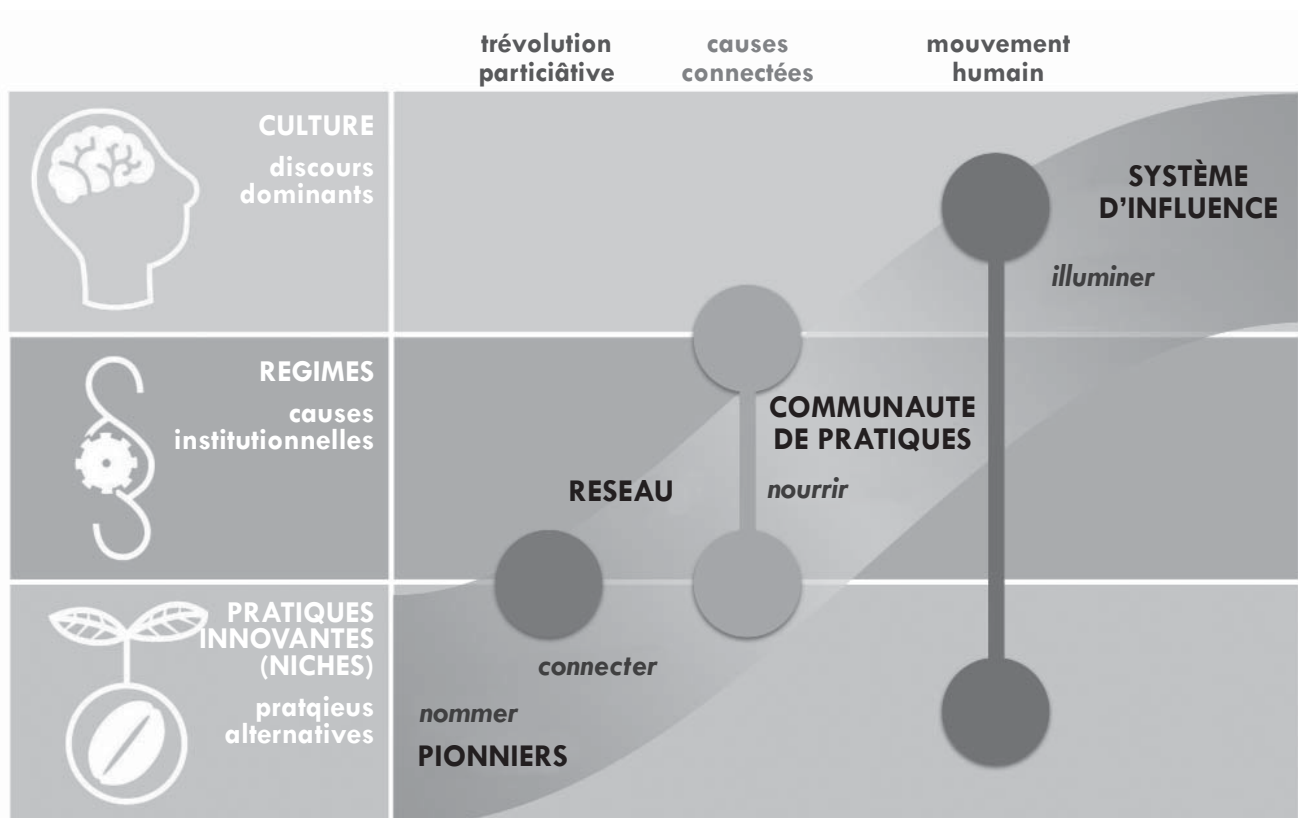 trévolution
particiâtive
causes
connectées
mouvement
humain
CULTURE
discours
dominants
SYSTÈME
D’INFLUENCE
illuminer
REGIMES
causes
institutionnelles
COMMUNAUTE
DE PRATIQUES
RESEAU
nourrir
PRATIQUES
INNOVANTES
(NICHES)
pratqieus
alternatives
connecter
nommer
PIONNIERS